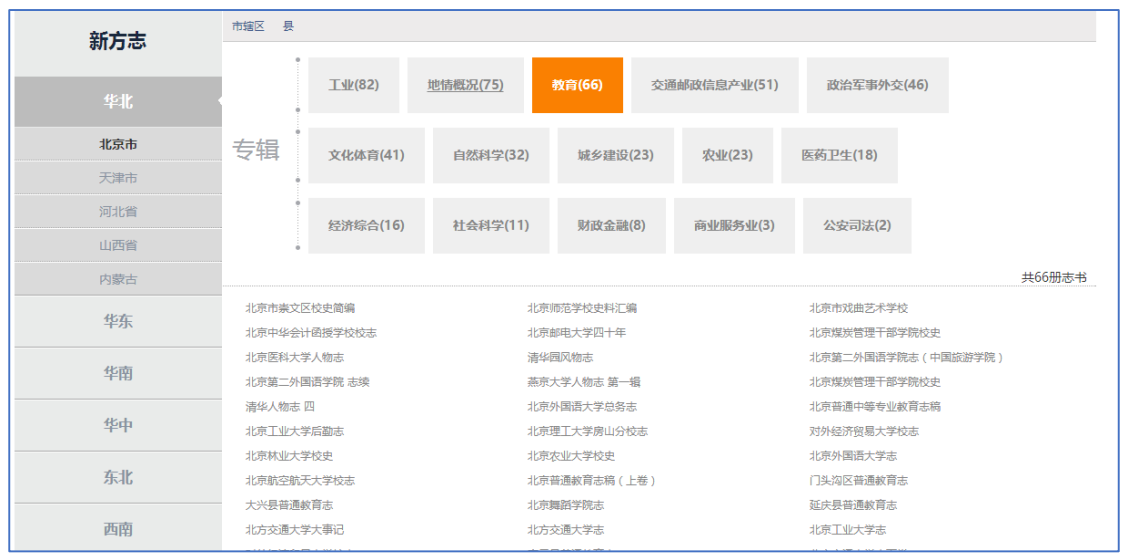 新方志
华北
北京市
天津市
河北省
山西省
内蒙古
华东
华南
华中
东北
西南
市辖区 县
专辑
工业(82) 地情概况(75) 教育(66) 交通邮政信息产业(51) 政治军事外交(46)
文化体育(41) 自然科学(32) 城乡建设(23) 农业(23) 医药卫生(18)
经济综合(16) 社会科学(11) 财政金融(8) 商业服务业(3) 公安司法(2)
共66册志书
北京市崇文区校史简编 北京师范学校史料汇编 北京市戏曲艺术学校
北京中华会计函授学校校志 北京邮电大学四十年 北京煤炭管理干部学院校史
北京医科大学人物志 清华园风物志 北京第二外国语学院志（中国旅游学院）
北京第二外国语学院 志续 燕京大学人物志 第一辑 北京煤炭管理干部学院校史
清华人物志 四 北京外国语大学总务志 北京普通中等专业教育志稿
北京工业大学后勤志 北京理工大学房山分校志 对外经济贸易大学校志
北京林业大学校史 北京农业大学校史 北京外国语大学志
北京航空航天大学校志 北京普通教育志稿（上卷） 门头沟区普通教育志
大兴县普通教育志 北京舞蹈学院志 延庆县普通教育志
北方交通大学大事记 北方交通大学志 北京工业大学志